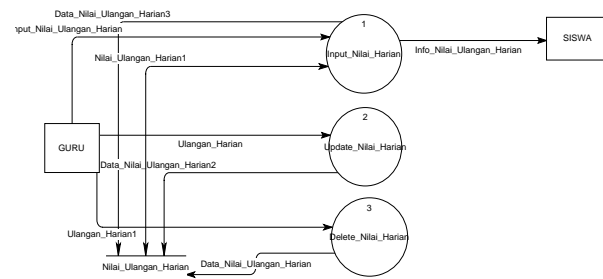 Data_Nilai_Ulangan_Harian3
nput_Nilai_Ulangan_Harian
1
Input_Nilai_Harian
Info_Nilai_Ulangan_Harian
SISWA
Nilai_Ulangan_Harian1
GURU
Ulangan_Harian
2
Update_Nilai_Harian
Data_Nilai_Ulangan_Harian2
3
Delete_Nilai_Harian
Ulangan_Harian1
Nilai_Ulangan_Harian
Data_Nilai_Ulangan_Harian